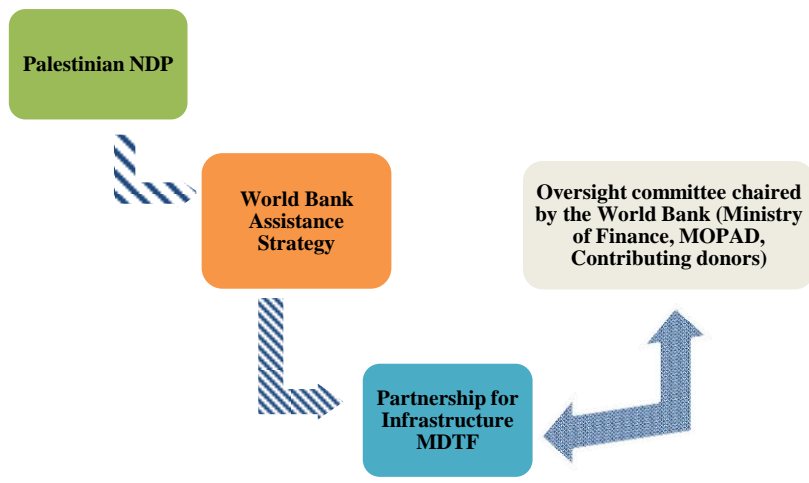 Palestinian NDP
World Bank
Assistance
Strategy
Oversight committee chaired
by the World Bank (Ministry
of Finance, MOPAD,
Contributing donors)
Partnership for
Infrastructure
MDTF